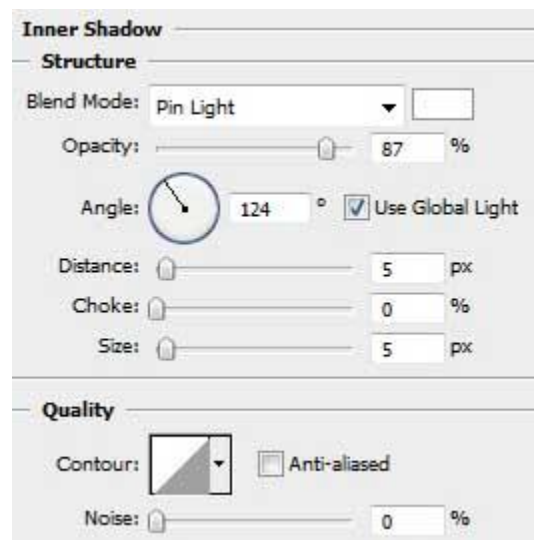 Inner Shadow
Structure
Blend Mode: Pin Light
Opacity: 87 %
Angle: 124 ° Use Global Light
Distance: 5 px
Choke: 0 %
Size: 5 px
Quality
Contour: Anti-aliased
Noise: 0 %